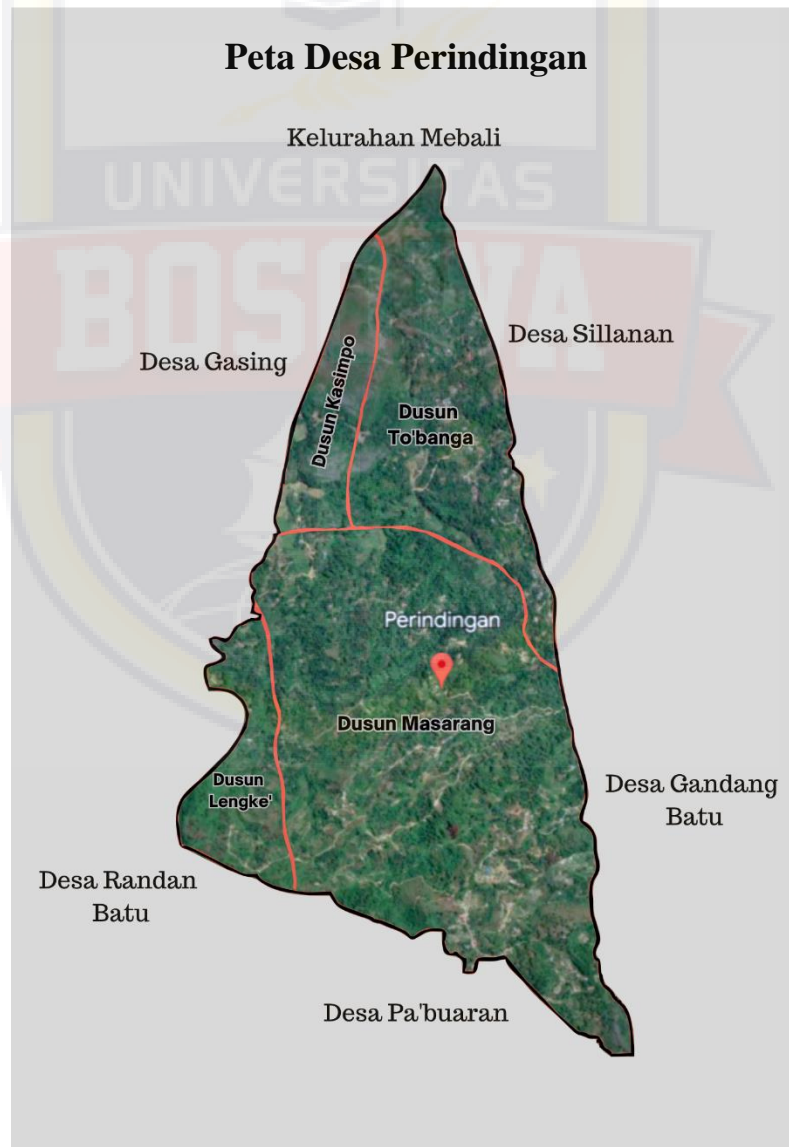 Peta Desa Perindingan
Kelurahan Mebali
UNIVERSITAS
BOSOWA
Desa Sillanan
Desa Gasing
Dusun Kasimpo
Dusun
To'banga
Perindingan
Dusun Masarang
Dusun
Lengke'
Desa Gandang
Batu
Desa Randan
Batu
Desa Pa'buaran